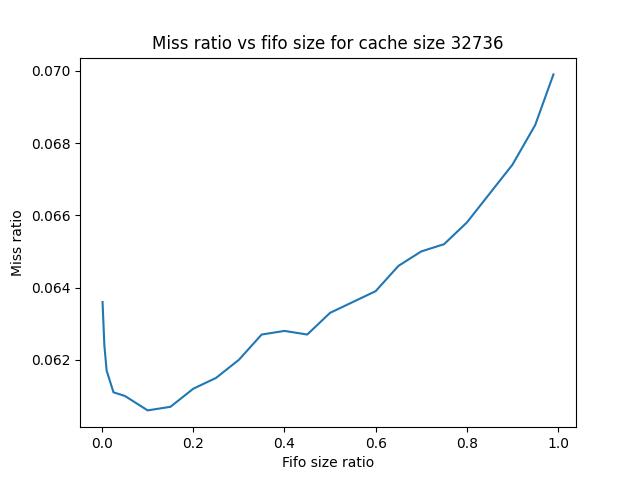 Miss ratio vs fifo size for cache size 32736
0.070
0.068
0.066
0.064
0.062
Miss ratio
0.0 0.2 0.4 0.6 0.8 1.0
Fifo size ratio